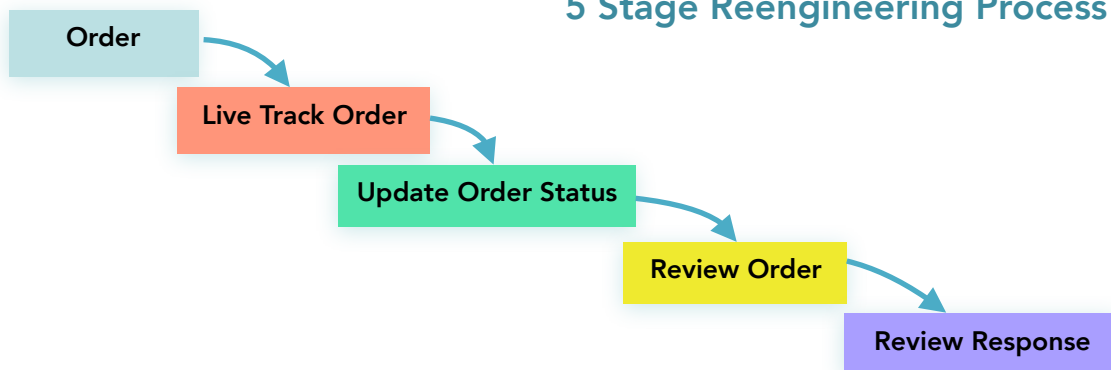 5 Stage Reengineering Process
Order
Live Track Order
Update Order Status
Review Order
Review Response